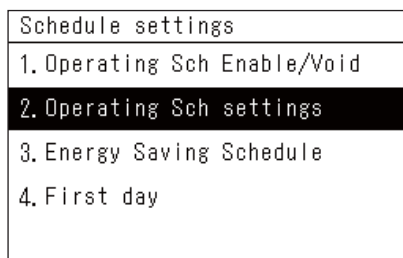 Schedule settings
1. Operating Sch Enable/Void
2. Operating Sch settings
3. Energy Saving Schedule
4. First day